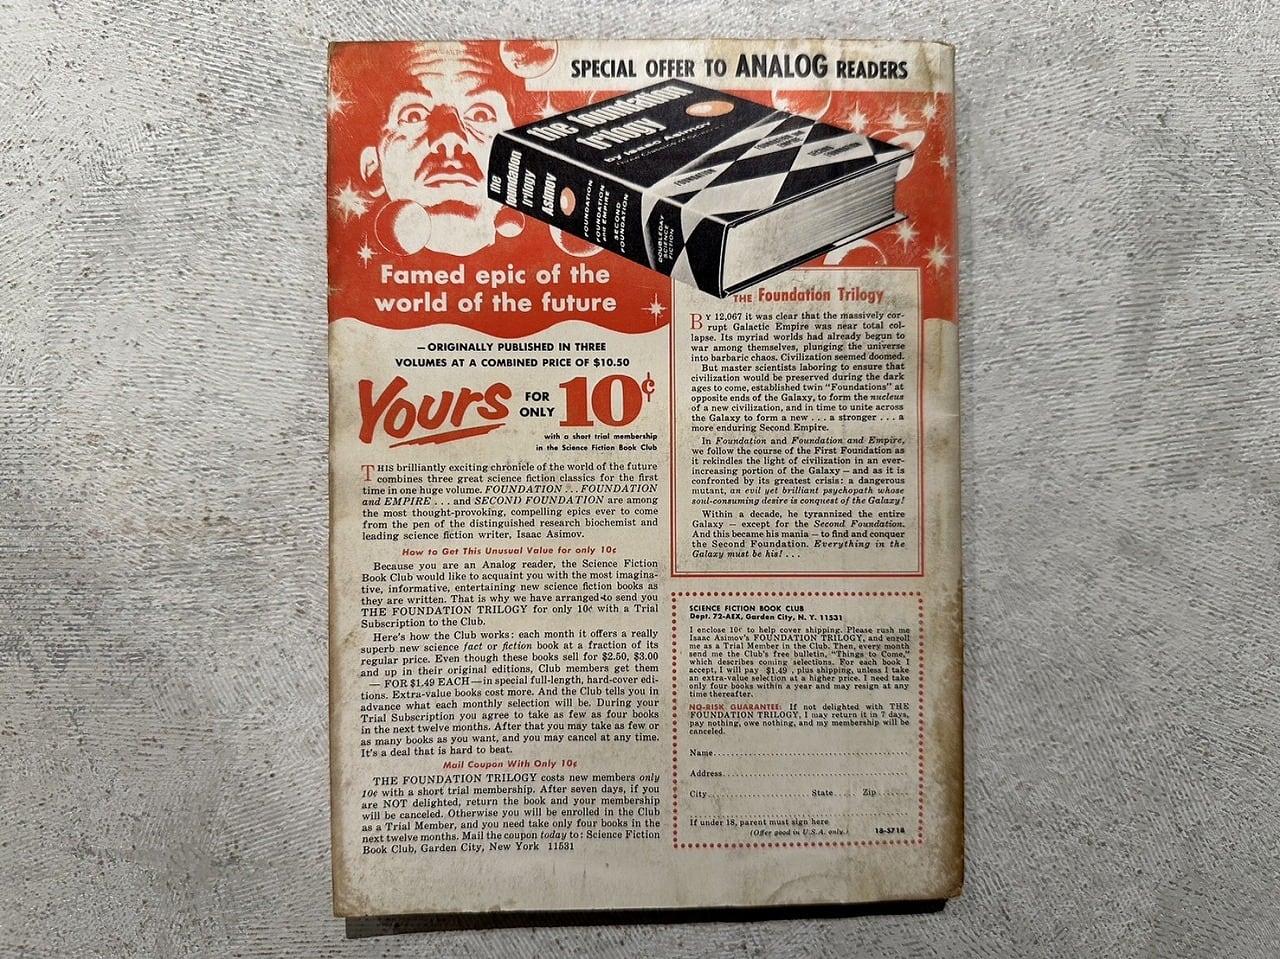 SPECIAL OFFER TO ANALOG READERS
the foundation
trilogy
by Isaac Asimov
Three Classics of
FOUNDATION
FOUNDATION AND
EMPIRE
SECOND
FOUNDATION
the
foundation
trilogy
Asimov
FOUNDATION
FOUNDATION
and EMPIRE
SECOND
FOUNDATION
DOUBLEDAY
SCIENCE
FICTION
Famed epic of the
world of the future
—ORIGINALLY PUBLISHED IN THREE
VOLUMES AT A COMBINED PRICE OF $10.50
Yours FOR ONLY 10¢
with a short trial membership
in the Science Fiction Book Club
THIS brilliantly exciting chronicle of the world of the future
combines three great science fiction classics for the first
time in one huge volume. FOUNDATION . . . FOUNDATION
and EMPIRE . . . and SECOND FOUNDATION are among
the most thought-provoking, compelling epics ever to come
from the pen of the distinguished research biochemist and
leading science fiction writer, Isaac Asimov.
How to Get This Unusual Value for only 10¢
Because you are an Analog reader, the Science Fiction
Book Club would like to acquaint you with the most imagina-
tive, informative, entertaining new science fiction books as
they are written. That is why we have arranged to send you
THE FOUNDATION TRILOGY for only 10¢ with a Trial
Subscription to the Club.
Here's how the Club works: each month it offers a really
superb new science fact or fiction book at a fraction of its
regular price. Even though these books sell for $2.50, $3.00
and up in their original editions, Club members get them
— FOR $1.49 EACH — in special full-length, hard-cover edi-
tions. Extra-value books cost more. And the Club tells you in
advance what each monthly selection will be. During your
Trial Subscription you agree to take as few as four books
in the next twelve months. After that you may take as few or
as many books as you want, and you may cancel at any time.
It's a deal that is hard to beat.
Mail Coupon With Only 10¢
THE FOUNDATION TRILOGY costs new members only
10¢ with a short trial membership. After seven days, if you
are NOT delighted, return the book and your membership
will be canceled. Otherwise you will be enrolled in the Club
as a Trial Member, and you need take only four books in the
next twelve months. Mail the coupon today to: Science Fiction
Book Club, Garden City, New York 11531
THE Foundation Trilogy
BY 12,067 it was clear that the massively cor-
rupt Galactic Empire was near total col-
lapse. Its myriad worlds had already begun to
war among themselves, plunging the universe
into barbaric chaos. Civilization seemed doomed.
But master scientists laboring to ensure that
civilization would be preserved during the dark
ages to come, established twin "Foundations" at
opposite ends of the Galaxy, to form the nucleus
of a new civilization, and in time to unite across
the Galaxy to form a new . . . a stronger . . . a
more enduring Second Empire.
In Foundation and Foundation and Empire,
we follow the course of the First Foundation as
it rekindles the light of civilization in an ever-
increasing portion of the Galaxy — and as it is
confronted by its greatest crisis: a dangerous
mutant, an evil yet brilliant psychopath whose
soul-consuming desire is conquest of the Galaxy!
Within a decade, he tyrannized the entire
Galaxy — except for the Second Foundation.
And this became his mania — to find and conquer
the Second Foundation. Everything in the
Galaxy must be his! . . .
SCIENCE FICTION BOOK CLUB
Dept. 72-AEX, Garden City, N. Y. 11531
I enclose 10¢ to help cover shipping. Please rush me
Isaac Asimov's FOUNDATION TRILOGY, and enroll
me as a Trial Member in the Club. Then, every month
send me the Club's free bulletin, "Things to Come,"
which describes coming selections. For each book I
accept, I will pay $1.49, plus shipping, unless I take
an extra-value selection at a higher price. I need take
only four books within a year and may resign at any
time thereafter.
NO-RISK GUARANTEE: If not delighted with THE
FOUNDATION TRILOGY, I may return it in 7 days,
pay nothing, owe nothing, and my membership will be
canceled.
Name
Address
City State Zip
If under 18, parent must sign here
(Offer good in U.S.A. only.) 18-S718